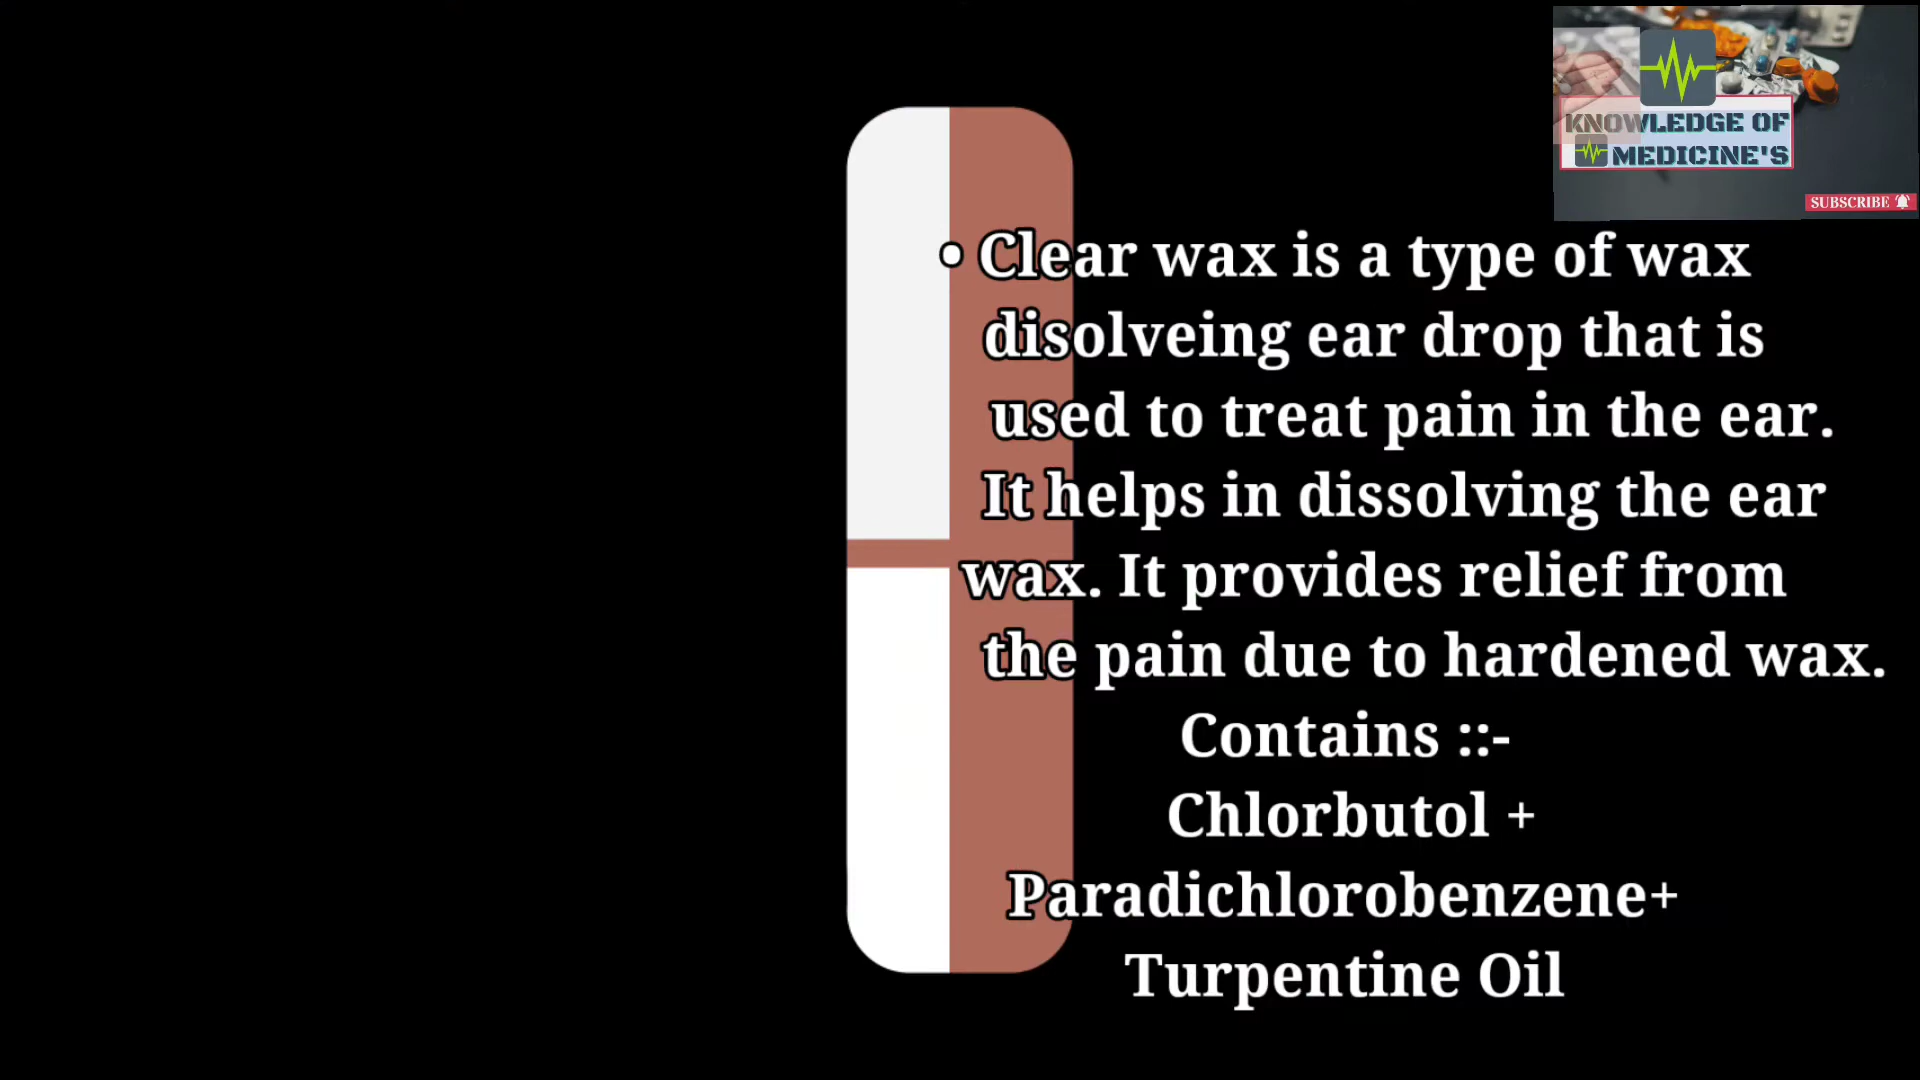 KNOWLEDGE OF
MEDICINE'S
SUBSCRIBE
• Clear wax is a type of wax
disolveing ear drop that is
used to treat pain in the ear.
It helps in dissolving the ear
wax. It provides relief from
the pain due to hardened wax.
Contains ::-
Chlorbutol +
Paradichlorobenzene+
Turpentine Oil